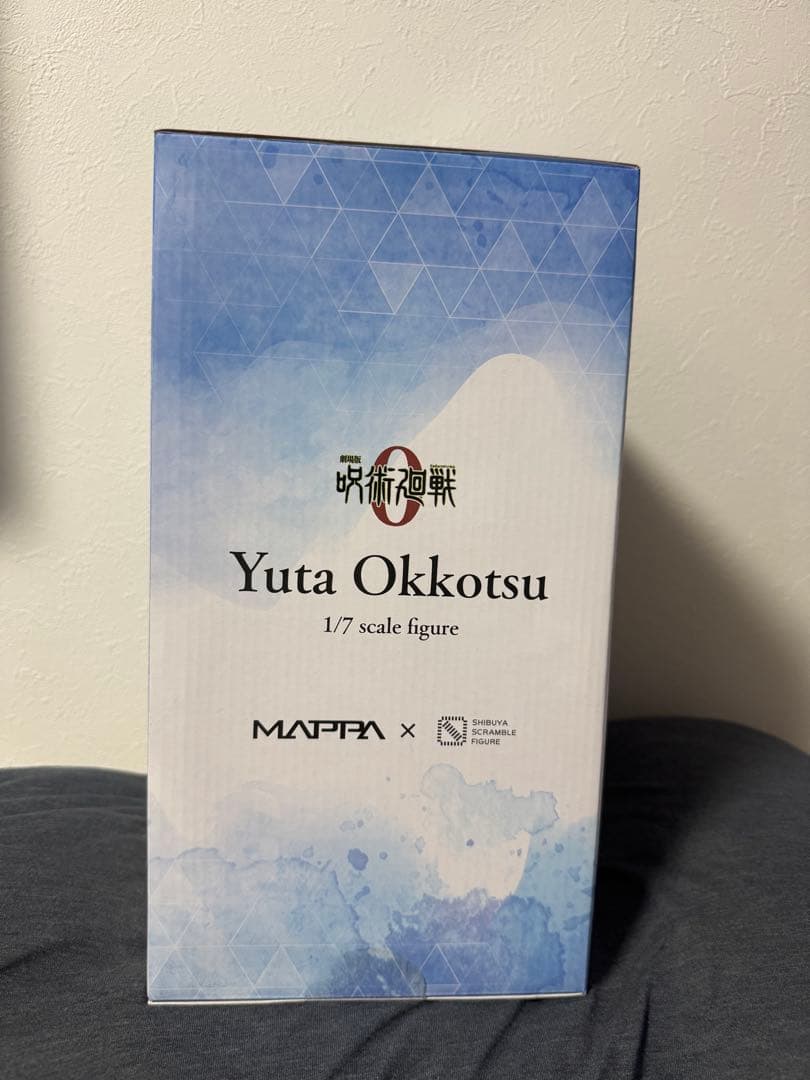 劇場版
呪術廻戦
0
Yuta Okkotsu
1/7 scale figure
MAPPA × SHIBUYA
SCRAMBLE
FIGURE